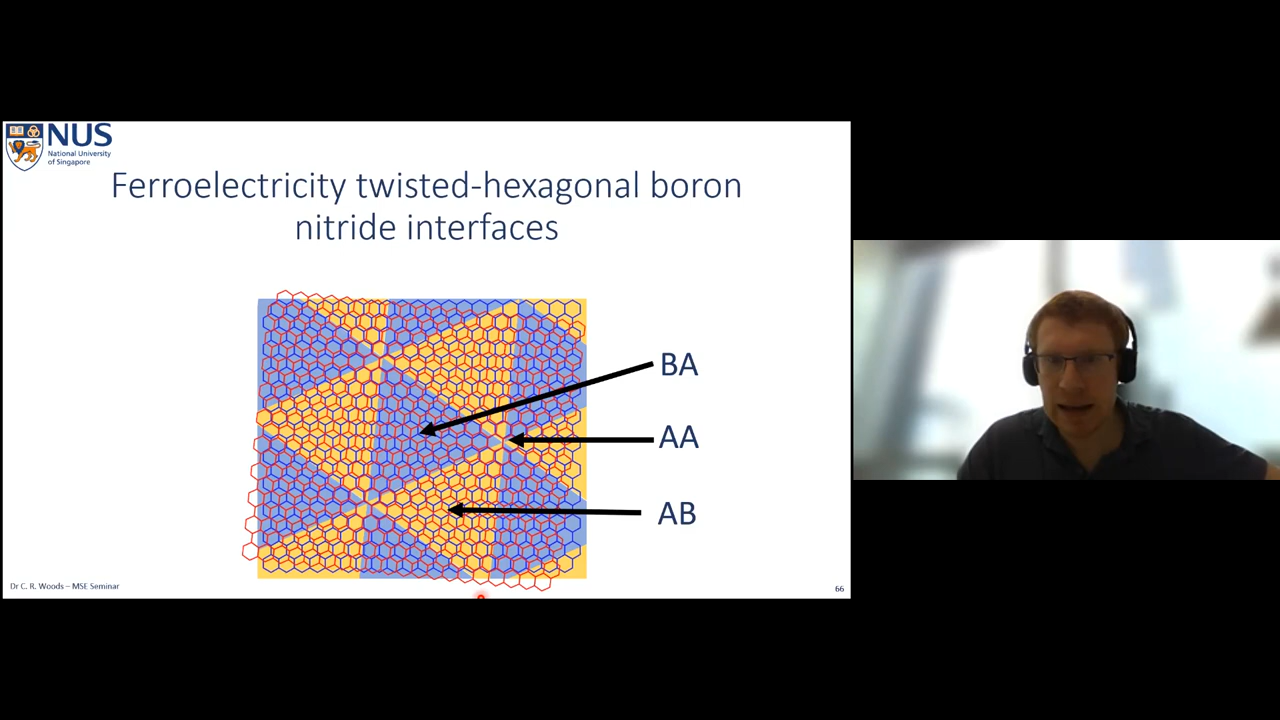 NUS
National University
of Singapore
Ferroelectricity twisted-hexagonal boron
nitride interfaces
BA
AA
AB
Dr C. R. Woods – MSE Seminar
66